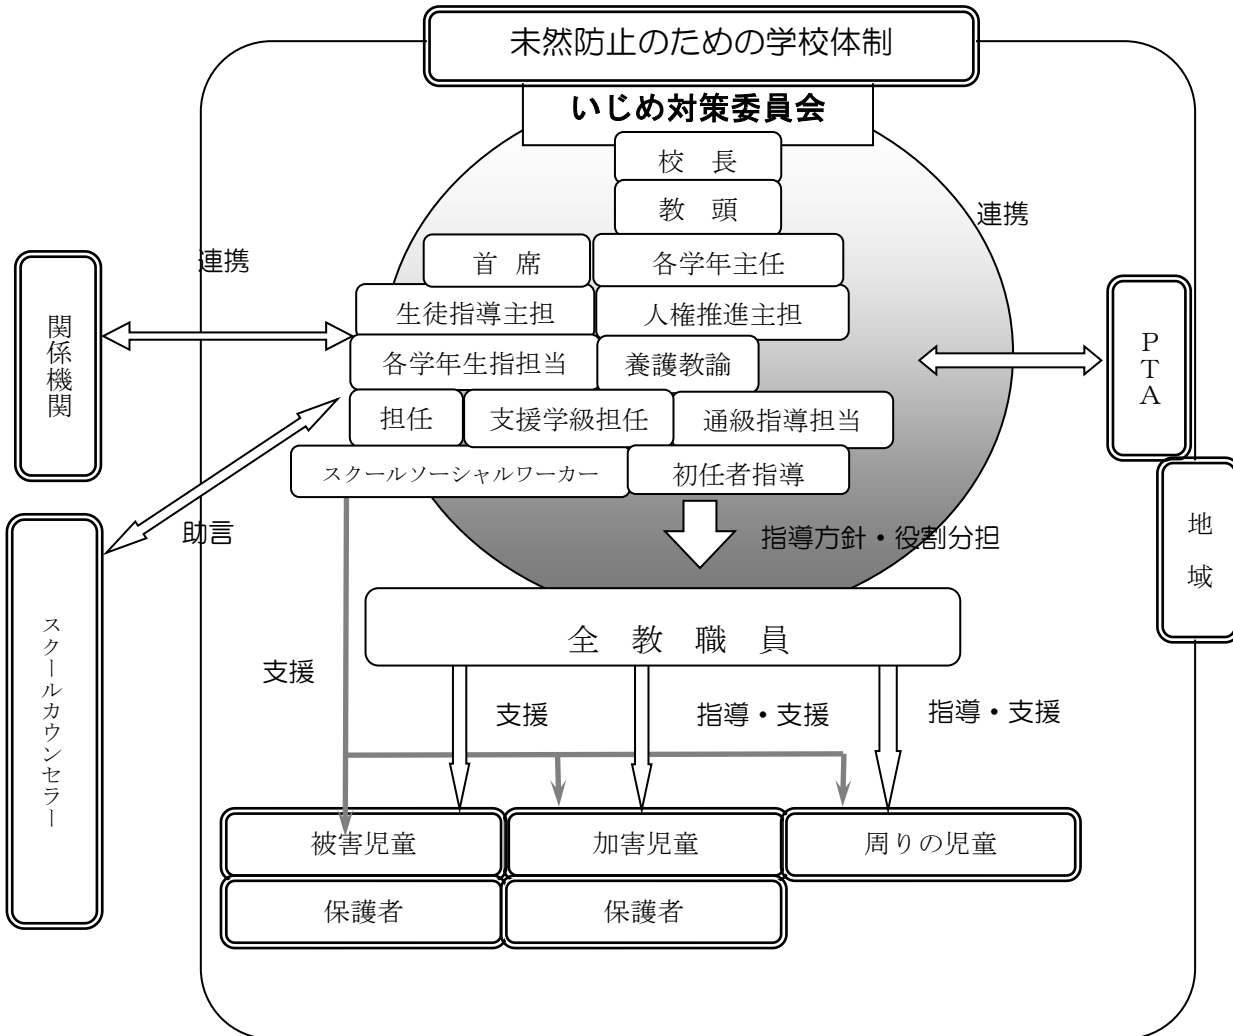 未然防止のための学校体制
いじめ対策委員会
校　長
教　頭
連携
首 席
各学年主任
連携
生徒指導主担
人権推進主担
関係機関
各学年生指担当
養護教諭
PTA
担任
支援学級担任
通級指導担当
スクールソーシャルワーカー
初任者指導
助言
指導方針・役割分担
地　域
スクールカウンセラー
全　教　職　員
支援
支援
指導・支援
指導・支援
被害児童
加害児童
周りの児童
保護者
保護者